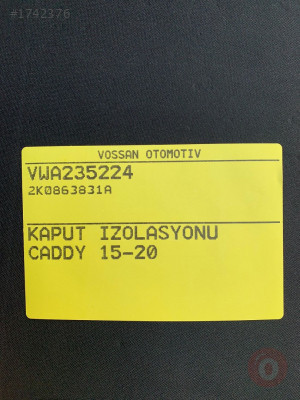 #1742376
VOSSAN OTOMOTIV
VWA235224
2K0863831A
KAPUT IZOLASYONU
CADDY 15-20